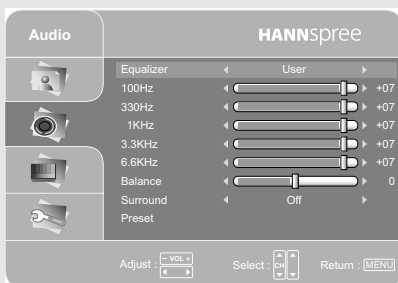 Audio
HANNspree
Equalizer User
100Hz +07
330Hz +07
1KHz +07
3.3KHz +07
6.6KHz +07
Balance 0
Surround Off
Preset
Adjust : – VOL + Select : CH Return : MENU